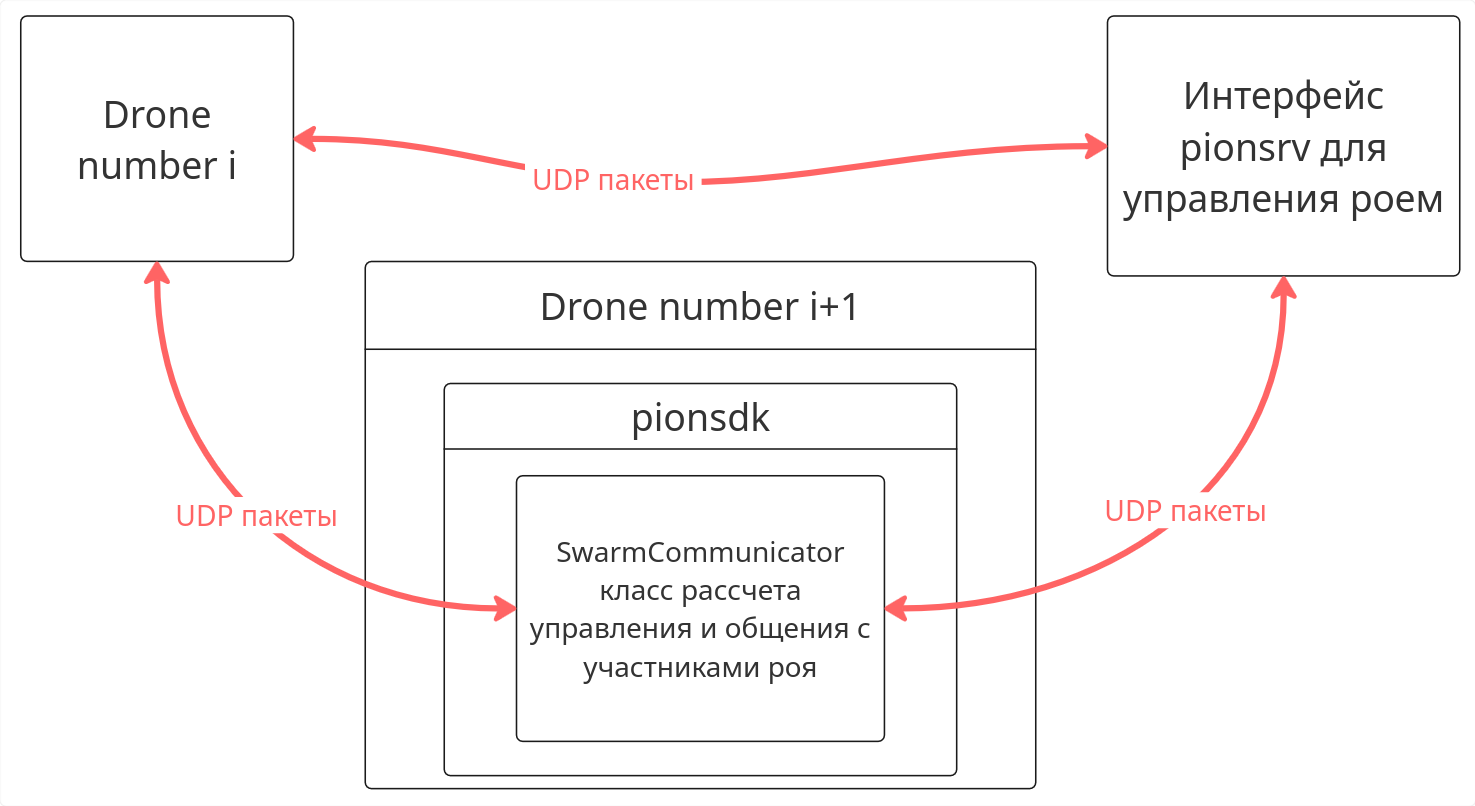 Drone
number i
Интерфейс
pionsrv для
управления роем
UDP пакеты
Drone number i+1
pionsdk
UDP пакеты
UDP пакеты
SwarmCommunicator
класс рассчета
управления и общения с
участниками роя